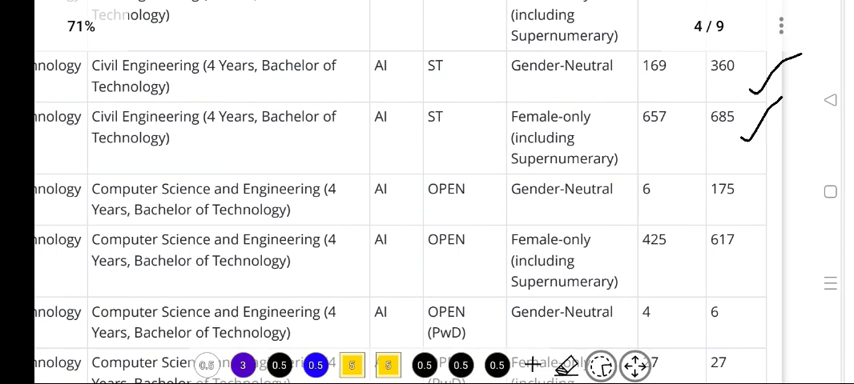 Technology)
(including
Supernumerary)
71%
4 / 9
nology Civil Engineering (4 Years, Bachelor of Technology) AI ST Gender-Neutral 169 360
nology Civil Engineering (4 Years, Bachelor of Technology) AI ST Female-only (including Supernumerary) 657 685
nology Computer Science and Engineering (4 Years, Bachelor of Technology) AI OPEN Gender-Neutral 6 175
nology Computer Science and Engineering (4 Years, Bachelor of Technology) AI OPEN Female-only (including Supernumerary) 425 617
nology Computer Science and Engineering (4 Years, Bachelor of Technology) AI OPEN (PwD) Gender-Neutral 4 6
nology Computer 27
0.5 3 0.5 0.5 5 5 0.5 0.5 0.5